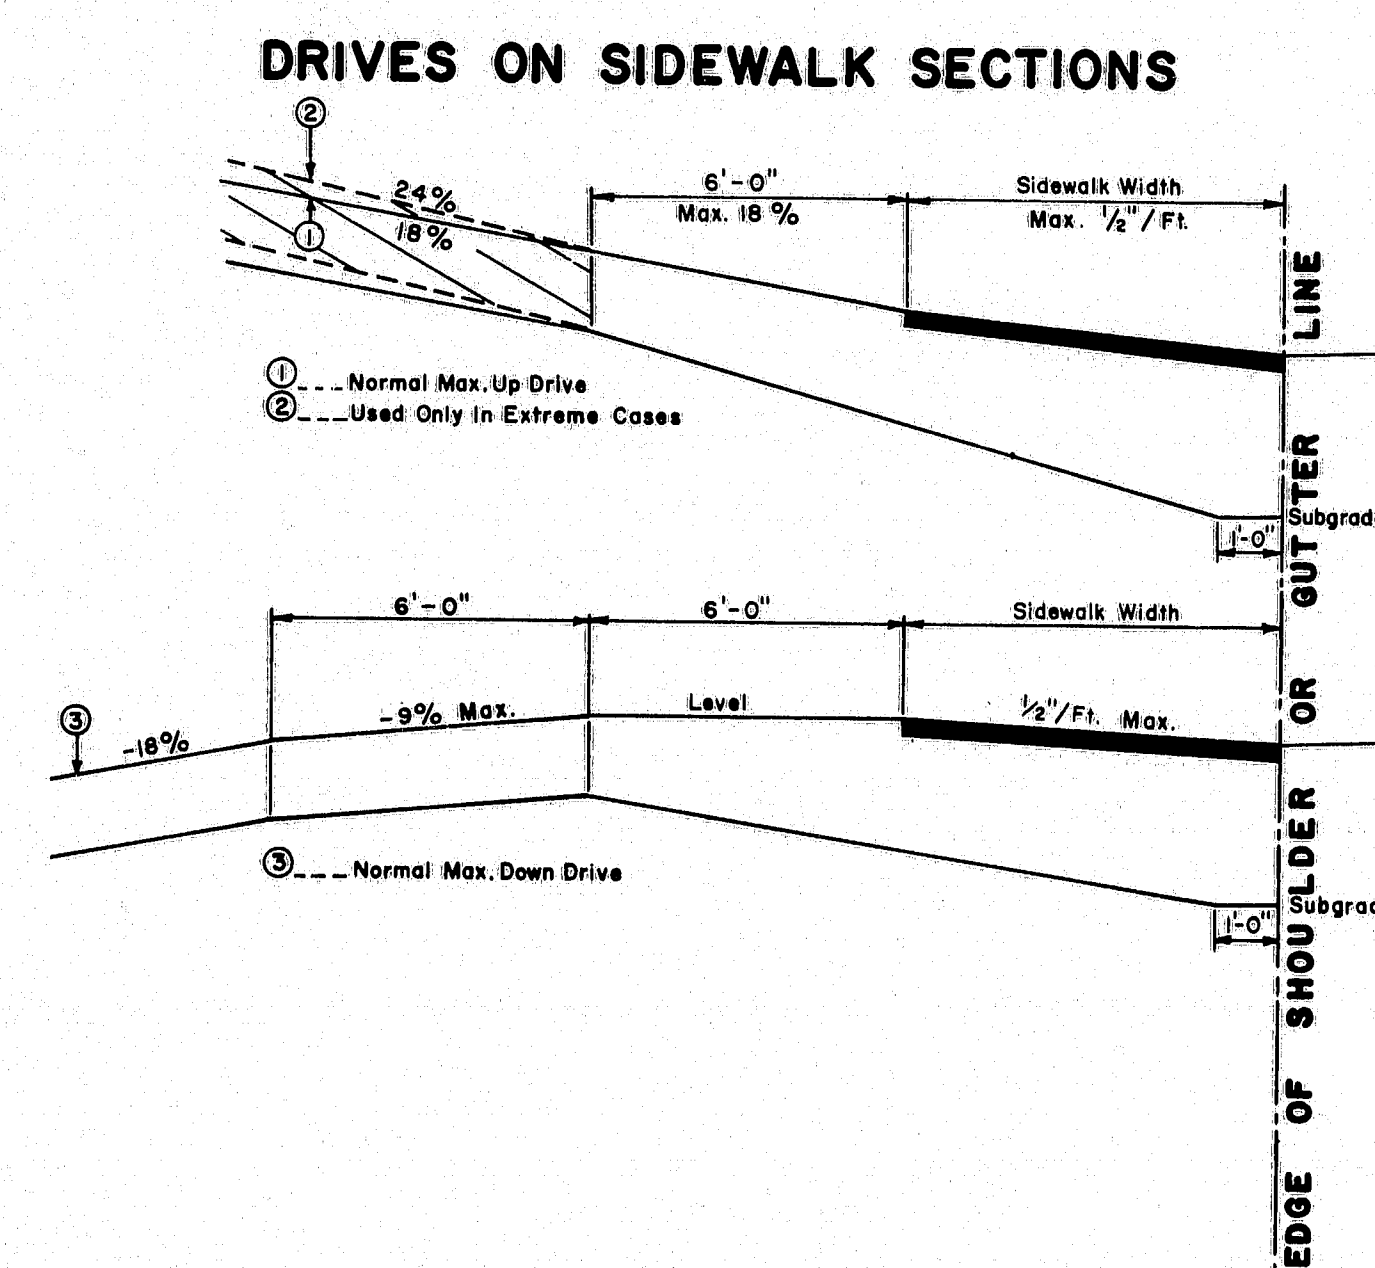 DRIVES ON SIDEWALK SECTIONS
2
24%
18%
1
6'-0"
Max. 18 %
Sidewalk Width
Max. 1/2"/Ft.
1 _ _ _ Normal Max. Up Drive
2 _ _ _ Used Only In Extreme Cases
Subgrad
1'-0"
6'-0"
6'-0"
Sidewalk Width
3
-18%
-9% Max.
Level
1/2"/Ft. Max.
3 _ _ _ Normal Max. Down Drive
Subgrad
1'-0"
EDGE OF SHOULDER OR GUTTER LINE